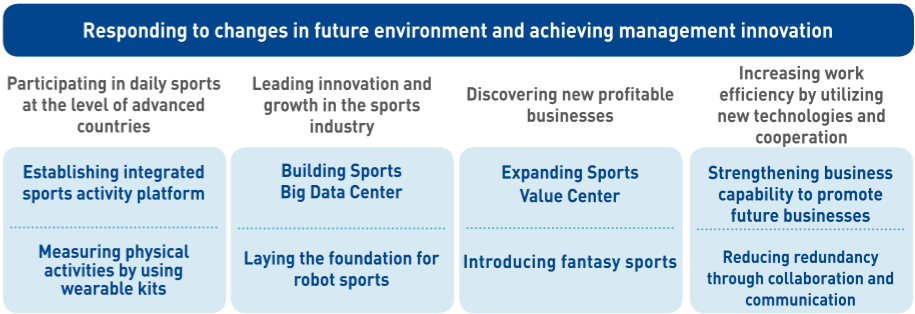 Responding to changes in future environment and achieving management innovation
Participating in daily sports
at the level of advanced
countries
Establishing integrated
sports activity platform
Measuring physical
activities by using
wearable kits
Leading innovation and
growth in the sports
industry
Building Sports
Big Data Center
Laying the foundation for
robot sports
Discovering new profitable
businesses
Expanding Sports
Value Center
Introducing fantasy sports
Increasing work
efficiency by utilizing
new technologies and
cooperation
Strengthening business
capability to promote
future businesses
Reducing redundancy
through collaboration and
communication